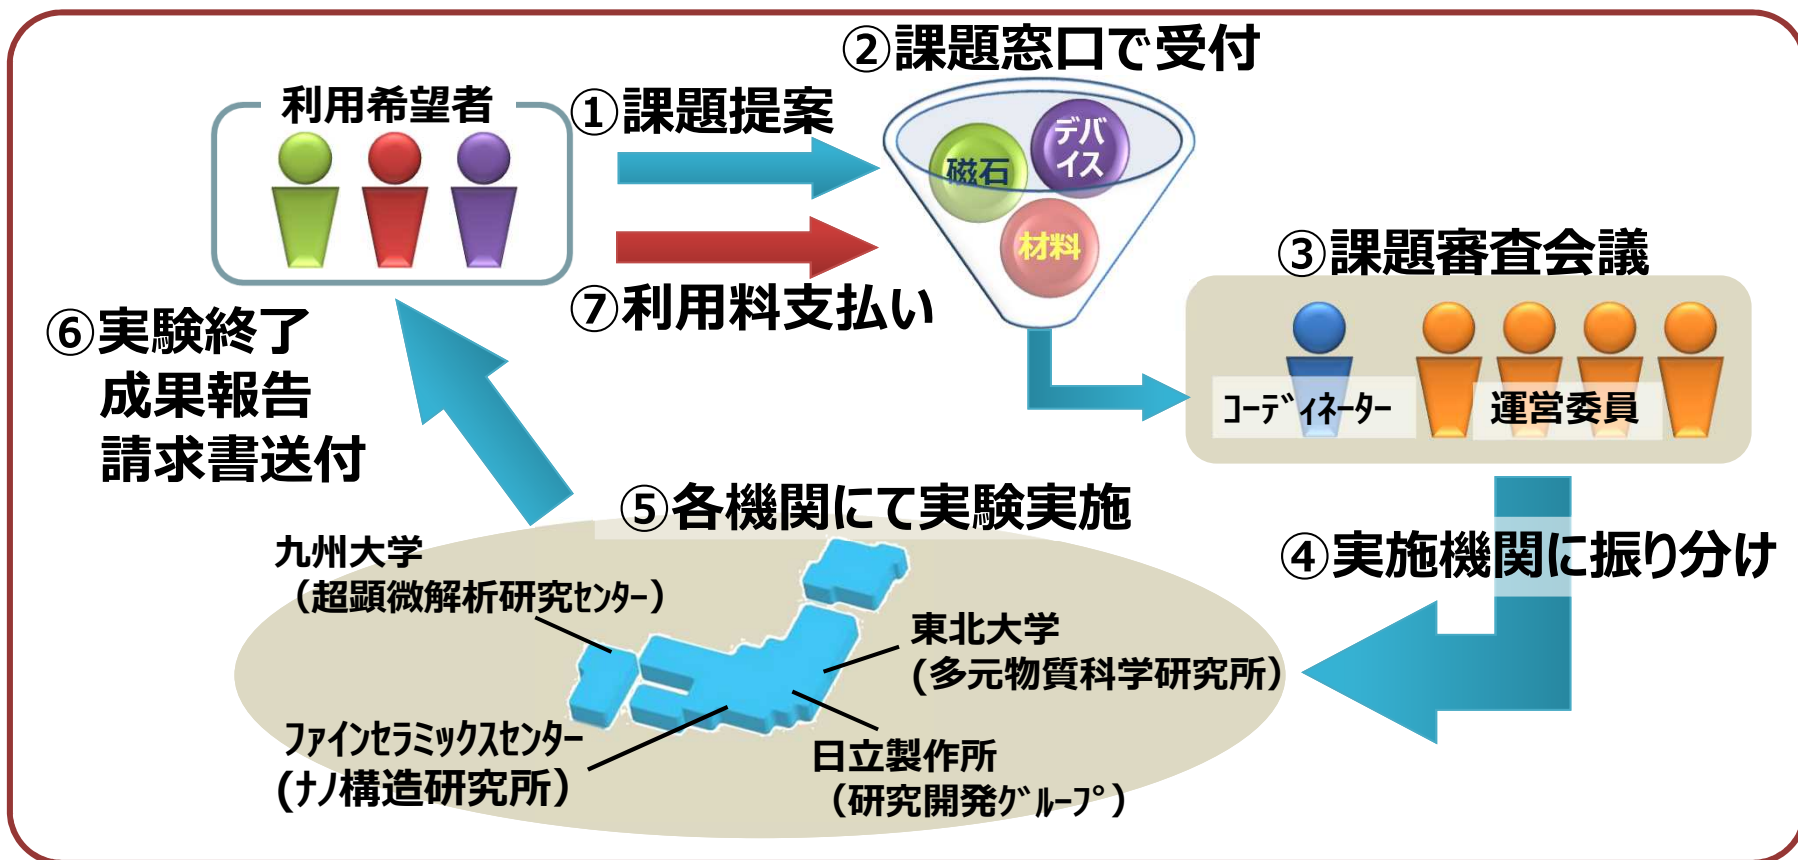 ②課題窓口で受付
利用希望者
①課題提案
デバ
イス
磁石
材料
⑦利用料支払い
③課題審査会議
コーディネーター
運営委員
④実施機関に振り分け
⑤各機関にて実験実施
九州大学
（超顕微解析研究センター）
東北大学
(多元物質科学研究所)
日立製作所
（研究開発グループ）
ファインセラミックスセンター
(ナノ構造研究所)
⑥実験終了
成果報告
請求書送付